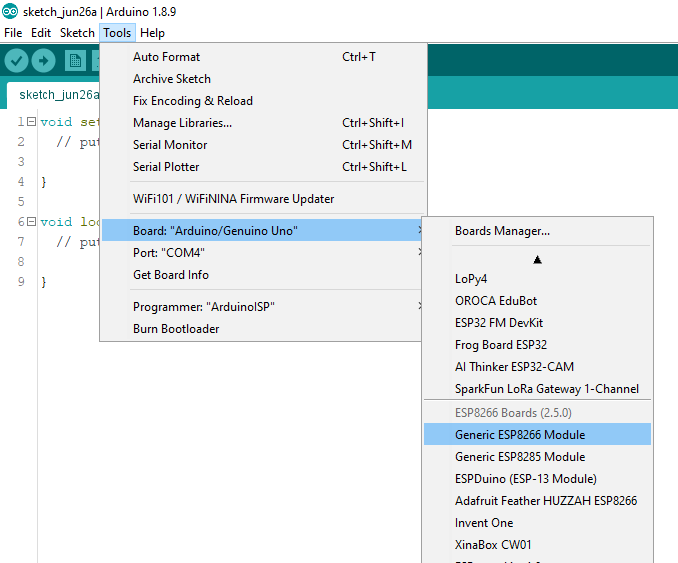 sketch_jun26a | Arduino 1.8.9
File Edit Sketch Tools Help
sketch_jun26a
1 void set
2 // put
3
4 }
5
6 void loo
7 // put
8
9 }
Auto Format Ctrl+T
Archive Sketch
Fix Encoding & Reload
Manage Libraries... Ctrl+Shift+I
Serial Monitor Ctrl+Shift+M
Serial Plotter Ctrl+Shift+L
WiFi101 / WiFiNINA Firmware Updater
Board: "Arduino/Genuino Uno"
Port: "COM4"
Get Board Info
Programmer: "ArduinoISP"
Burn Bootloader
Boards Manager...
LoPy4
OROCA EduBot
ESP32 FM DevKit
Frog Board ESP32
AI Thinker ESP32-CAM
SparkFun LoRa Gateway 1-Channel
ESP8266 Boards (2.5.0)
Generic ESP8266 Module
Generic ESP8285 Module
ESPDuino (ESP-13 Module)
Adafruit Feather HUZZAH ESP8266
Invent One
XinaBox CW01